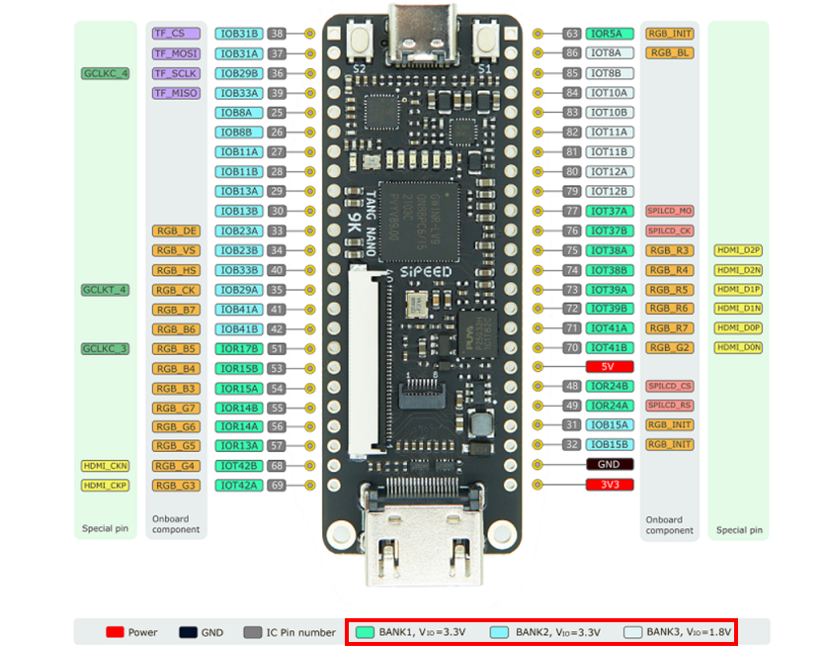 TF_CS IOB31B 38 63 IOR5A RGB_INIT
TF_MOSI IOB31A 37 86 IOT8A RGB_BL
GCLKC_4 TF_SCLK IOB29B 36 S2 S1 85 IOT8B
TF_MISO IOB33A 39 84 IOT10A
IOB8A 25 83 IOT10B
IOB8B 26 82 IOT11A
IOB11A 27 81 IOT11B
IOB11B 28 80 IOT12A
IOB13A 29 79 IOT12B
IOB13B 30 77 IOT37A SPILCD_MO
RGB_DE IOB23A 33 76 IOT37B SPILCD_CK
TANG NANO
9K
RGB_VS IOB23B 34 75 IOT38A RGB_R3 HDMI_D2P
RGB_HS IOB33B 40 SiPEED 74 IOT38B RGB_R4 HDMI_D2N
GCLKT_4 RGB_CK IOB29A 35 73 IOT39A RGB_R5 HDMI_D1P
RGB_B7 IOB41A 41 72 IOT39B RGB_R6 HDMI_D1N
RGB_B6 IOB41B 42 71 IOT41A RGB_R7 HDMI_D0P
GCLKC_3 RGB_B5 IOR17B 51 70 IOT41B RGB_G2 HDMI_D0N
RGB_B4 IOR15B 53 5V
RGB_B3 IOR15A 54 48 IOR24B SPILCD_CS
RGB_G7 IOR14B 55 49 IOR24A SPILCD_RS
RGB_G6 IOR14A 56 31 IOB15A RGB_INIT
RGB_G5 IOR13A 57 32 IOB15B RGB_INIT
HDMI_CKN RGB_G4 IOT42B 68 GND
HDMI_CKP RGB_G3 IOT42A 69 3V3
Special pin Onboard component Onboard component Special pin
Power GND IC Pin number BANK1, VIO=3.3V BANK2, VIO=3.3V BANK3, VIO=1.8V